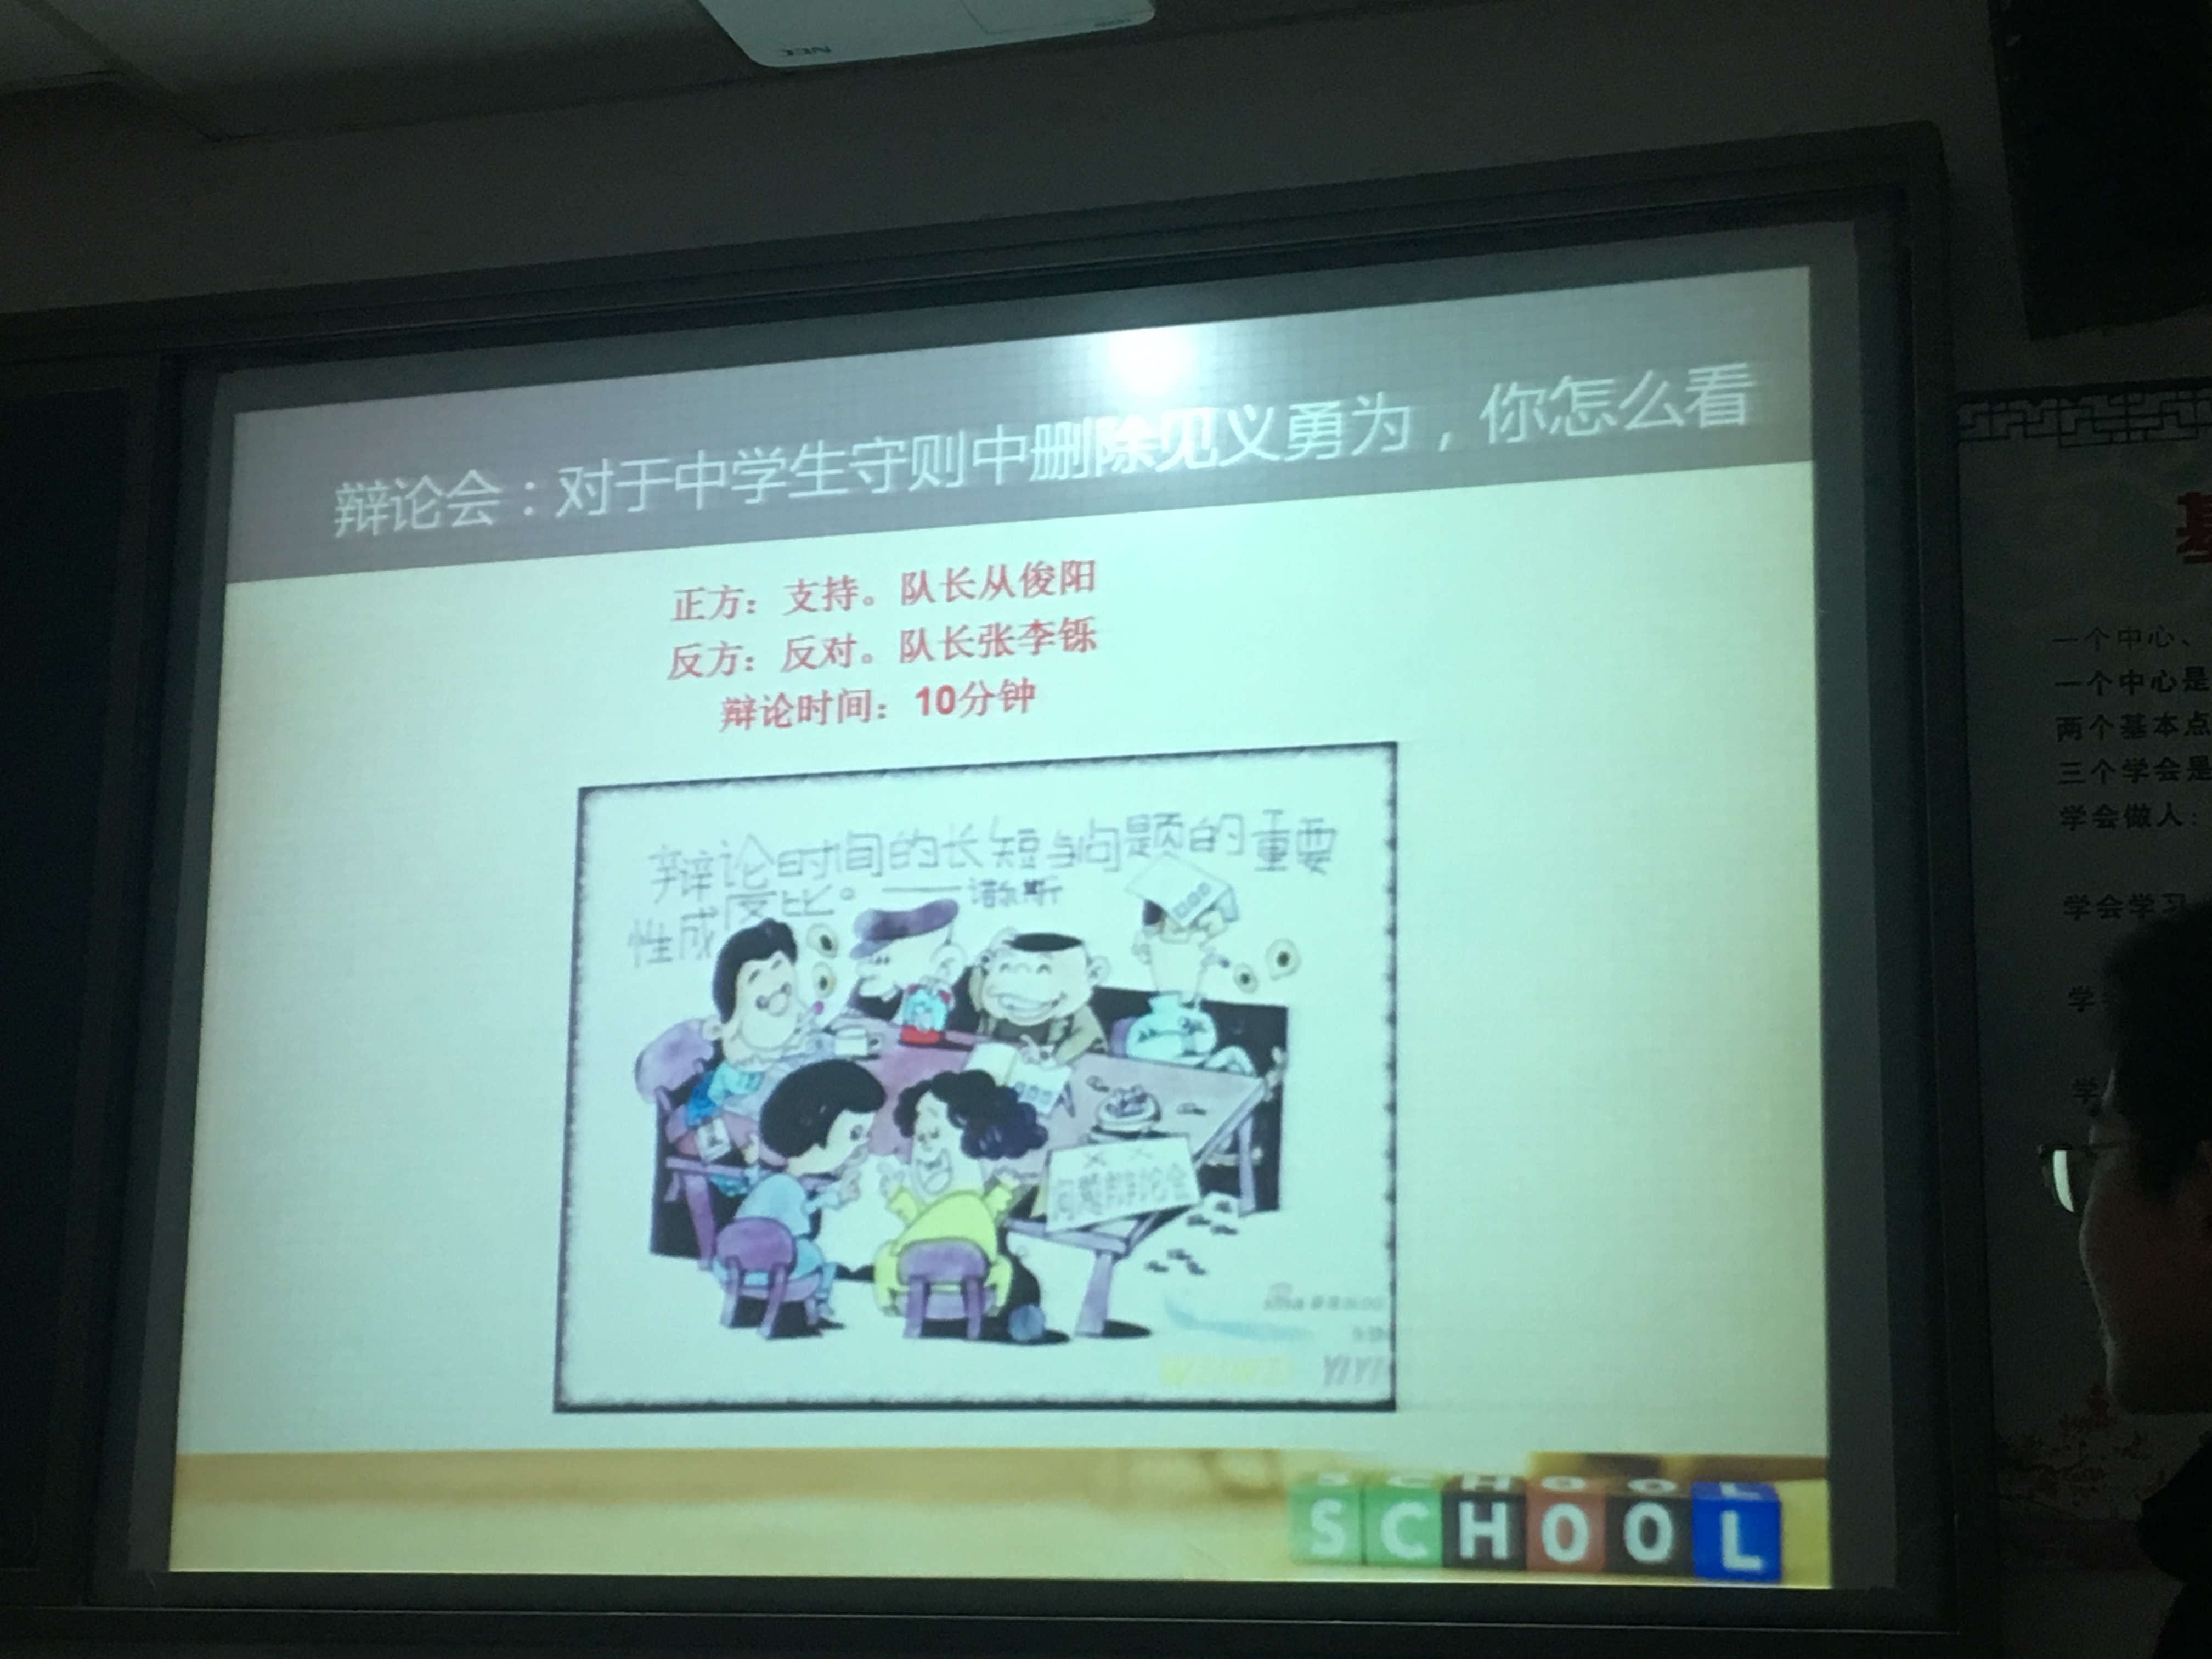 NEC
辩论会：对于中学生守则中删除见义勇为，你怎么看
正方：支持。队长从俊阳
反方：反对。队长张李铄
辩论时间：10分钟
辩论时间的长短与问题的重要
性成反比。——诺尔斯
问题辩论会
sina
YIYI
SCHOOL
一个中心、
一个中心是
两个基本点
三个学会是
学会做人：
学会学习
学
学